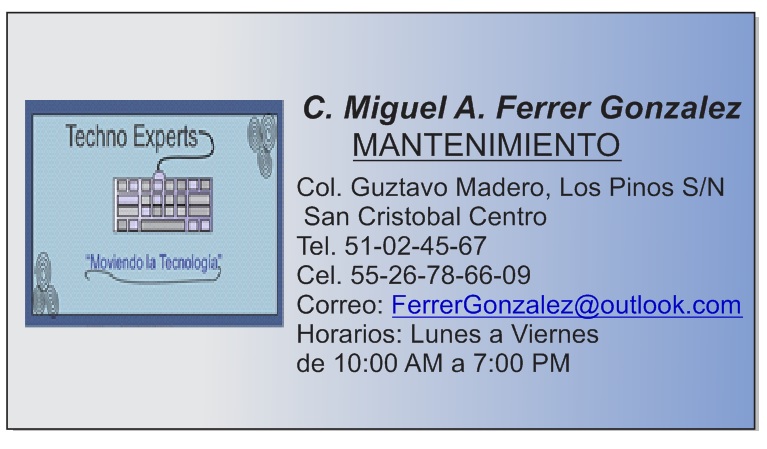 Techno Experts
"Moviendo la Tecnología"
C. Miguel A. Ferrer Gonzalez
MANTENIMIENTO
Col. Guztavo Madero, Los Pinos S/N
San Cristobal Centro
Tel. 51-02-45-67
Cel. 55-26-78-66-09
Correo: FerrerGonzalez@outlook.com
Horarios: Lunes a Viernes
de 10:00 AM a 7:00 PM